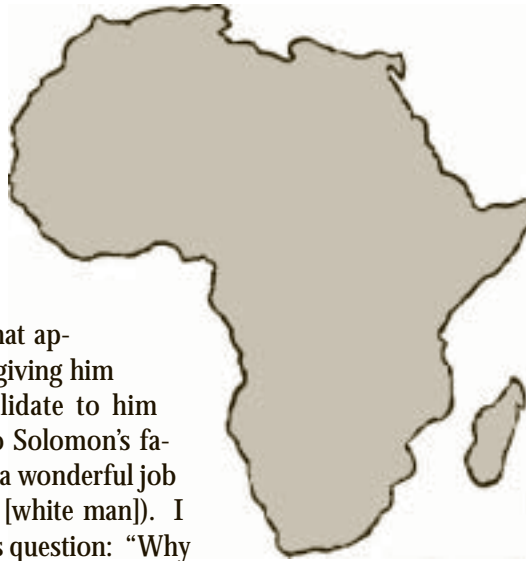 hat ap-
giving him
lidate to him
o Solomon's fa-
a wonderful job
[white man]). I
s question: “Why